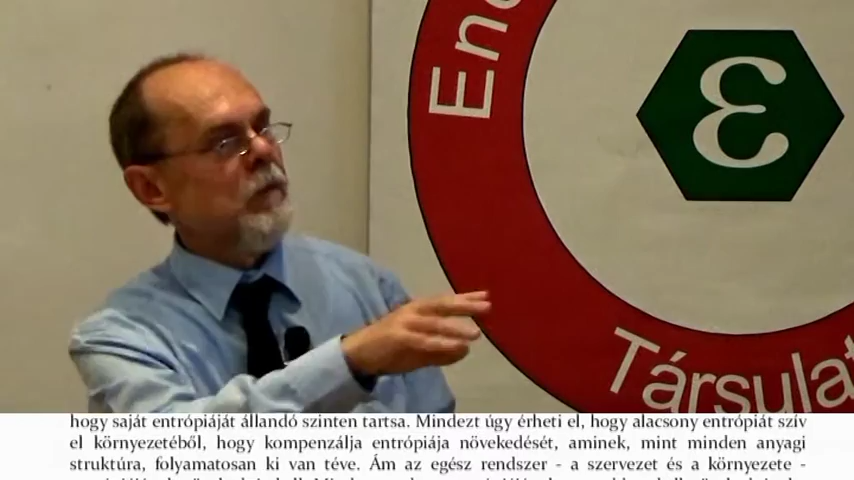 En
ε
Társulat
hogy saját entrópiáját állandó szinten tartsa. Mindezt úgy érheti el, hogy alacsony entrópiát szív
el környezetéből, hogy kompenzálja entrópiája növekedését, aminek, mint minden anyagi
struktúra, folyamatosan ki van téve. Ám az egész rendszer - a szervezet és a környezete -